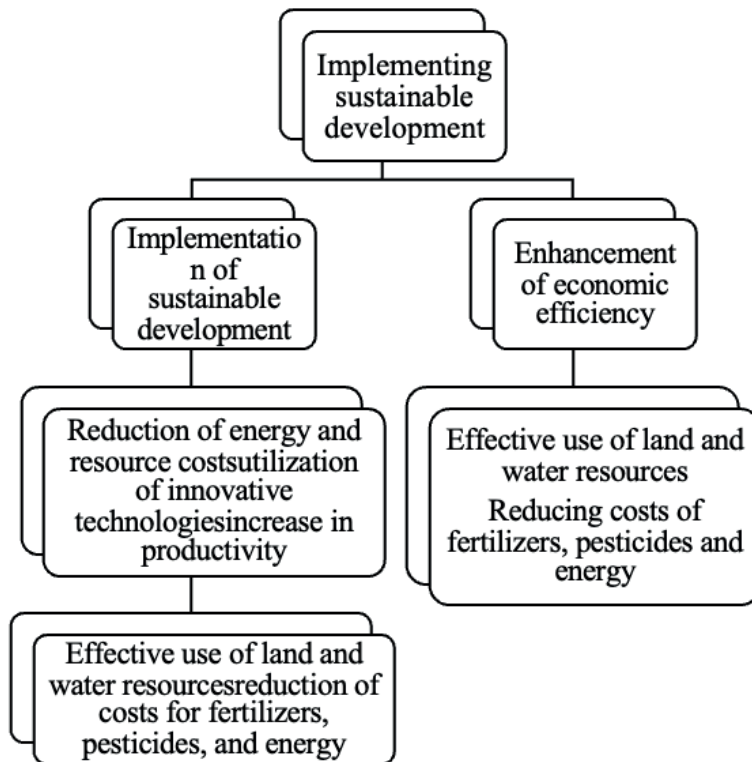 Implementing
sustainable
development
Implementatio
n of
sustainable
development
Enhancement
of economic
efficiency
Reduction of energy and
resource costsutilization
of innovative
technologiesincrease in
productivity
Effective use of land and
water resources
Reducing costs of
fertilizers, pesticides and
energy
Effective use of land and
water resourcesreduction of
costs for fertilizers,
pesticides, and energy